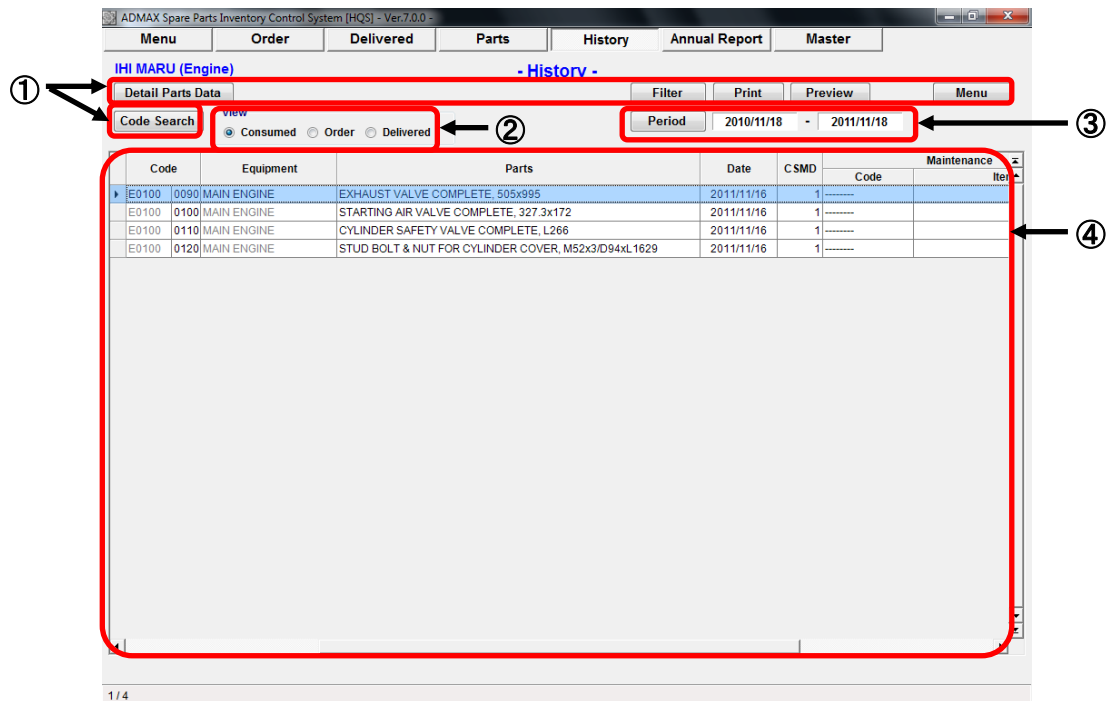 ADMAX Spare Parts Inventory Control System [HQS] - Ver.7.0.0 -
Menu Order Delivered Parts History Annual Report Master
IHI MARU (Engine) - History -
① Detail Parts Data Filter Print Preview Menu
Code Search View Period 2010/11/18 - 2011/11/18 ③
Consumed Order Delivered ②
Code Equipment Parts Date CSMD Maintenance
Code Item
E0100 0090 MAIN ENGINE EXHAUST VALVE COMPLETE, 505x995 2011/11/16 1 --------
E0100 0100 MAIN ENGINE STARTING AIR VALVE COMPLETE, 327.3x172 2011/11/16 1 --------
E0100 0110 MAIN ENGINE CYLINDER SAFETY VALVE COMPLETE, L266 2011/11/16 1 --------
④
E0100 0120 MAIN ENGINE STUD BOLT & NUT FOR CYLINDER COVER, M52x3/D94xL1629 2011/11/16 1 --------
1 / 4